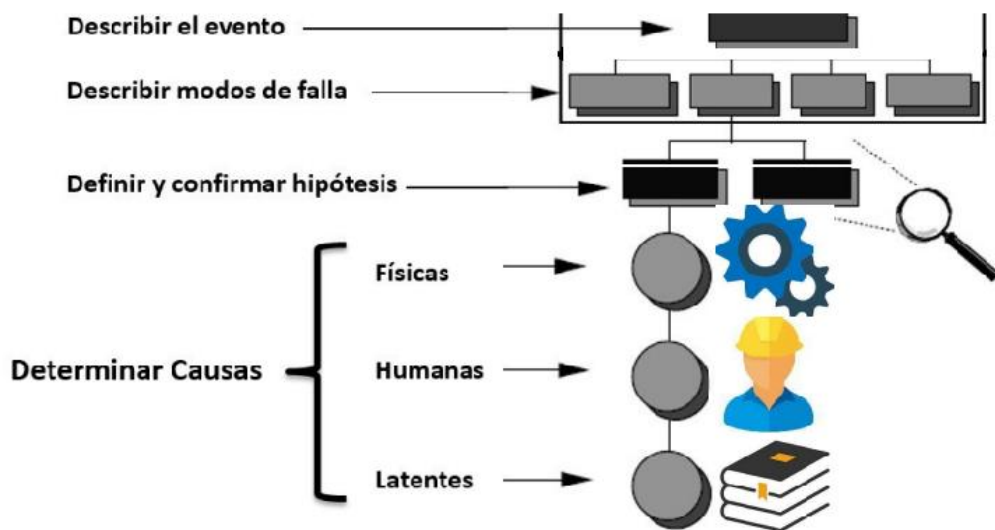 Describir el evento
Describir modos de falla
Definir y confirmar hipótesis
Físicas
Determinar Causas
Humanas
Latentes